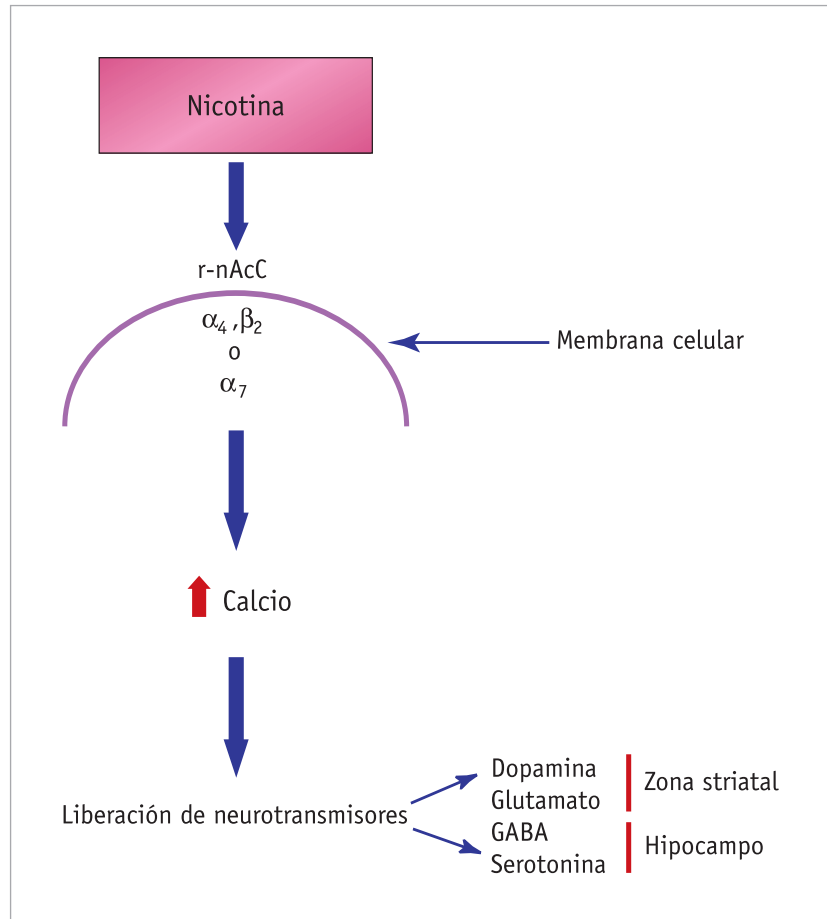 Nicotina
r-nAcC
α4 ,β2
o
α7
Membrana celular
Calcio
Liberación de neurotransmisores
Dopamina
Glutamato
Zona striatal
GABA
Serotonina
Hipocampo